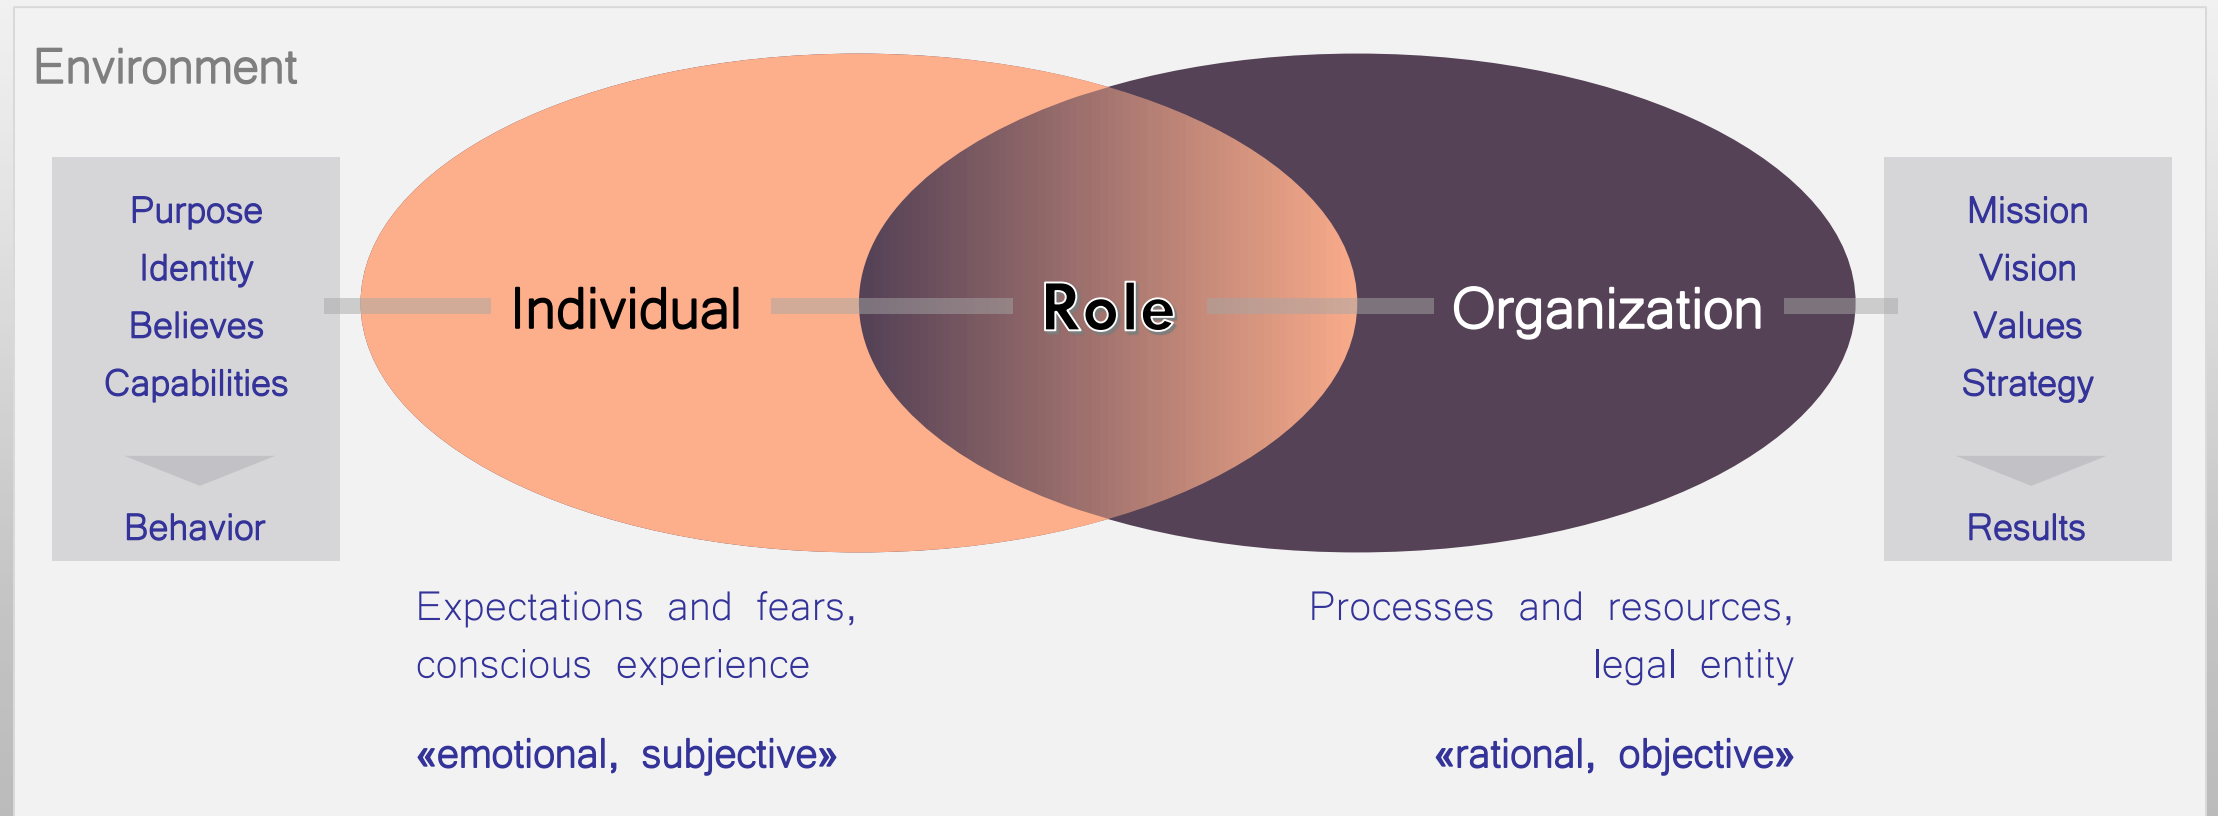 Environment
Purpose
Identity
Believes
Capabilities
Behavior
Individual
Role
Organization
Mission
Vision
Values
Strategy
Results
Expectations and fears,
conscious experience
«emotional, subjective»
Processes and resources,
legal entity
«rational, objective»